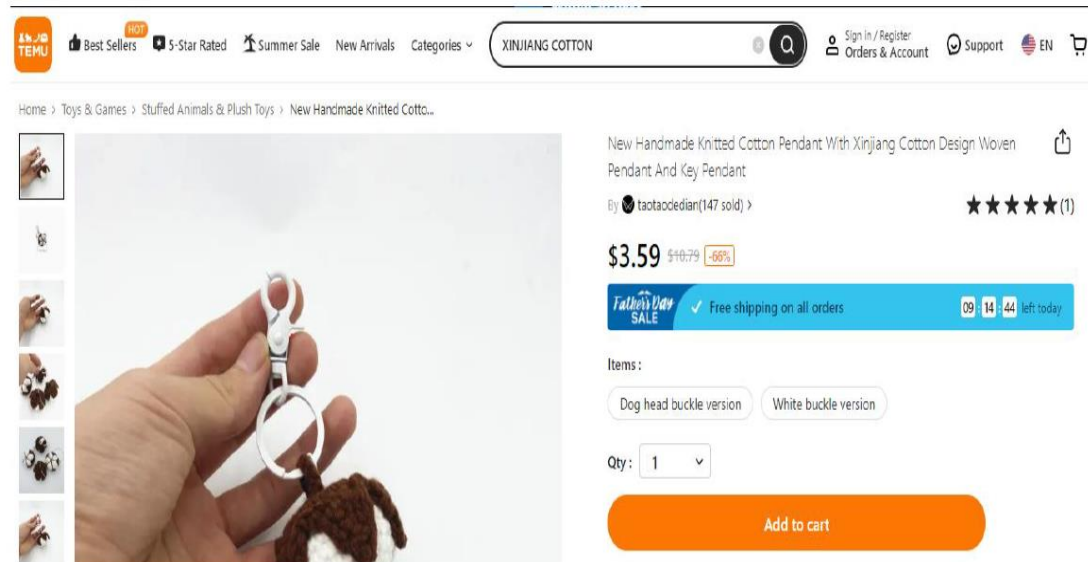 TEMU
Best Sellers
HOT
5-Star Rated
Summer Sale
New Arrivals
Categories
XINJIANG COTTON
Sign in / Register
Orders & Account
Support
EN
Home > Toys & Games > Stuffed Animals & Plush Toys > New Handmade Knitted Cotto...
New Handmade Knitted Cotton Pendant With Xinjiang Cotton Design Woven
Pendant And Key Pendant
By taotaodedian(147 sold) >
(1)
$3.59 $10.79 -66%
Father's Day
SALE
Free shipping on all orders
09 : 14 : 44 left today
Items :
Dog head buckle version
White buckle version
Qty : 1
Add to cart